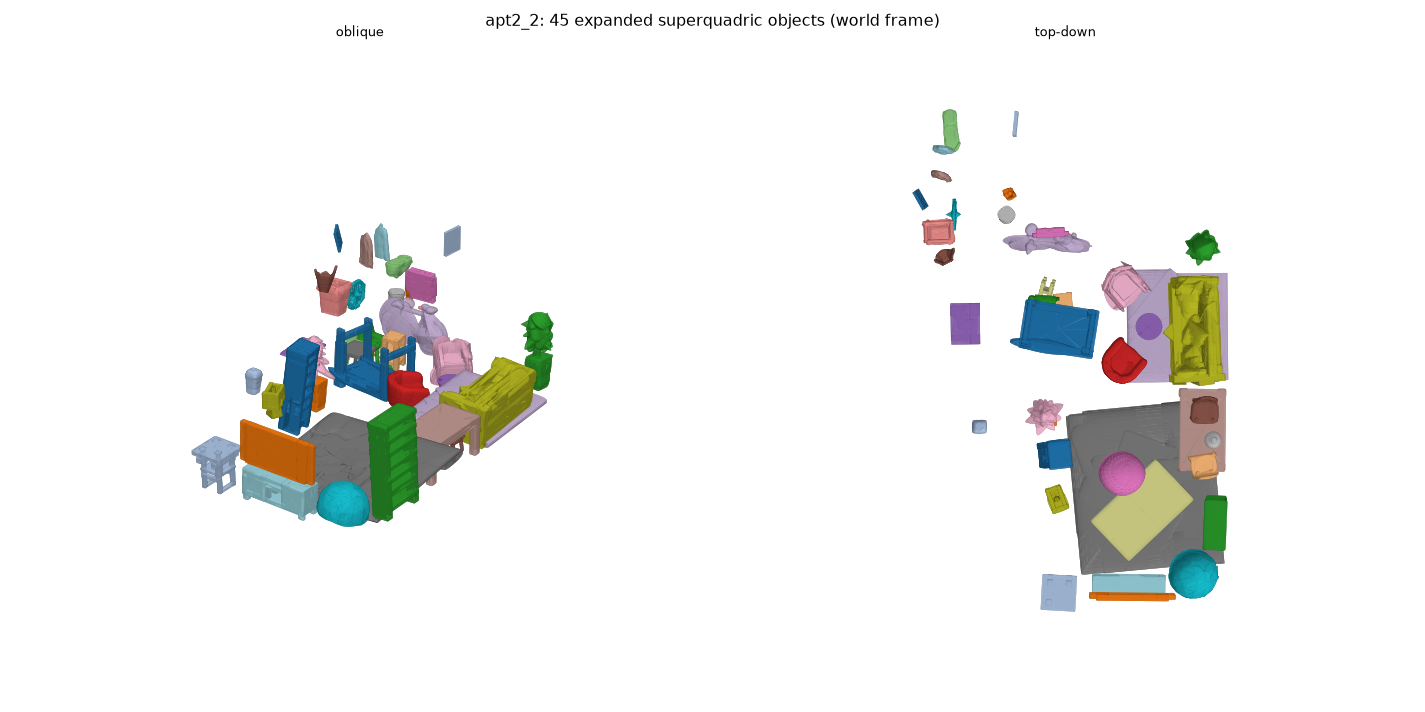 apt2_2: 45 expanded superquadric objects (world frame)
oblique
top-down